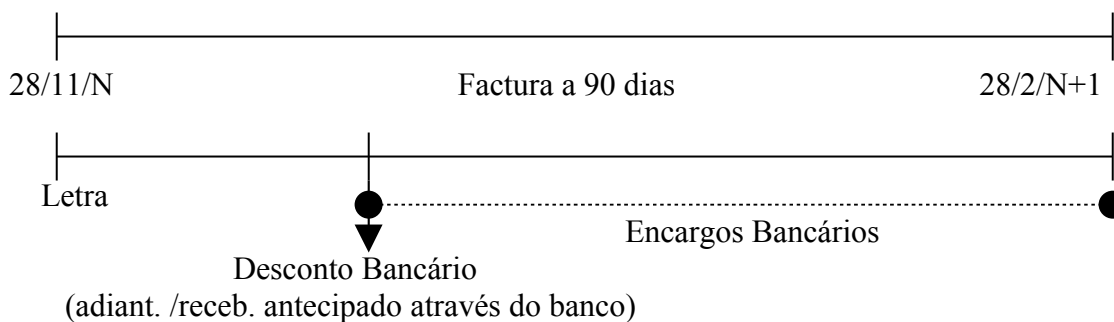 28/11/N Factura a 90 dias 28/2/N+1
Letra
Encargos Bancários
Desconto Bancário
(adiant. /receb. antecipado através do banco)